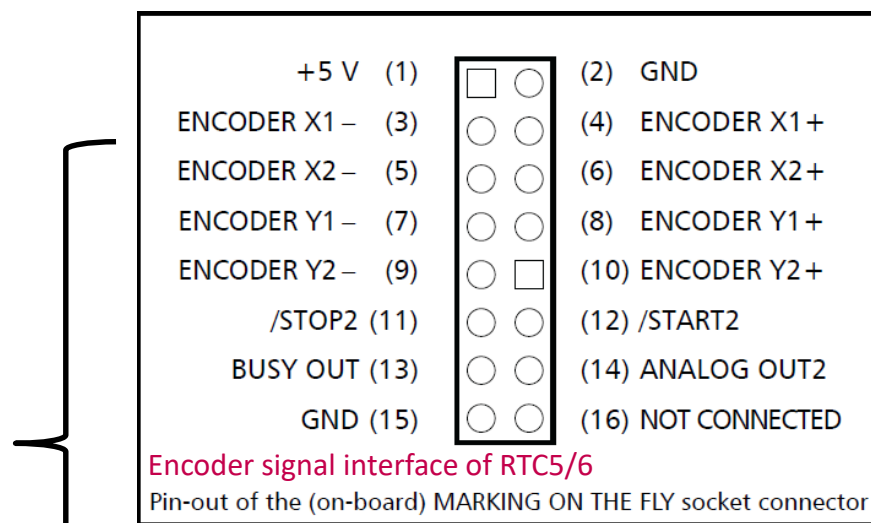 +5 V (1) (2) GND
ENCODER X1– (3) (4) ENCODER X1+
ENCODER X2– (5) (6) ENCODER X2+
ENCODER Y1– (7) (8) ENCODER Y1+
ENCODER Y2– (9) (10) ENCODER Y2+
/STOP2 (11) (12) /START2
BUSY OUT (13) (14) ANALOG OUT2
GND (15) (16) NOT CONNECTED
Encoder signal interface of RTC5/6
Pin-out of the (on-board) MARKING ON THE FLY socket connector